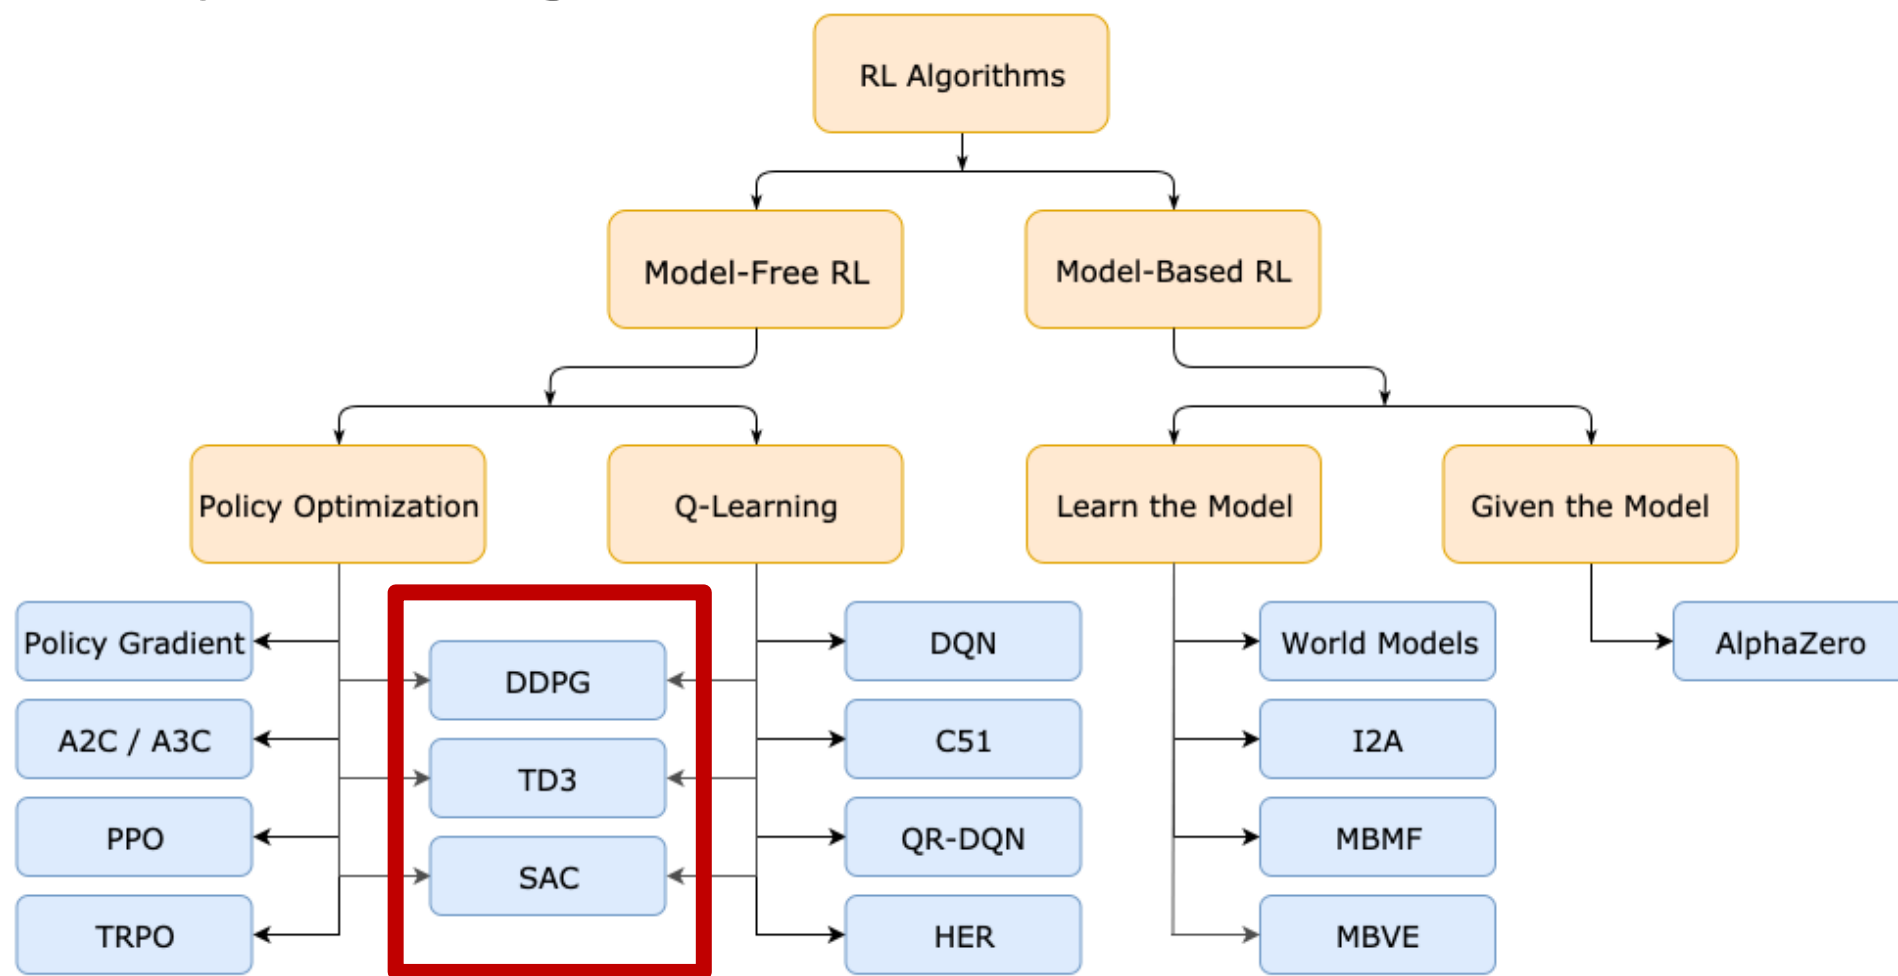 RL Algorithms
Model-Free RL
Model-Based RL
Policy Optimization
Q-Learning
Learn the Model
Given the Model
Policy Gradient
DDPG
DQN
World Models
AlphaZero
A2C / A3C
TD3
C51
I2A
PPO
SAC
QR-DQN
MBMF
TRPO
HER
MBVE